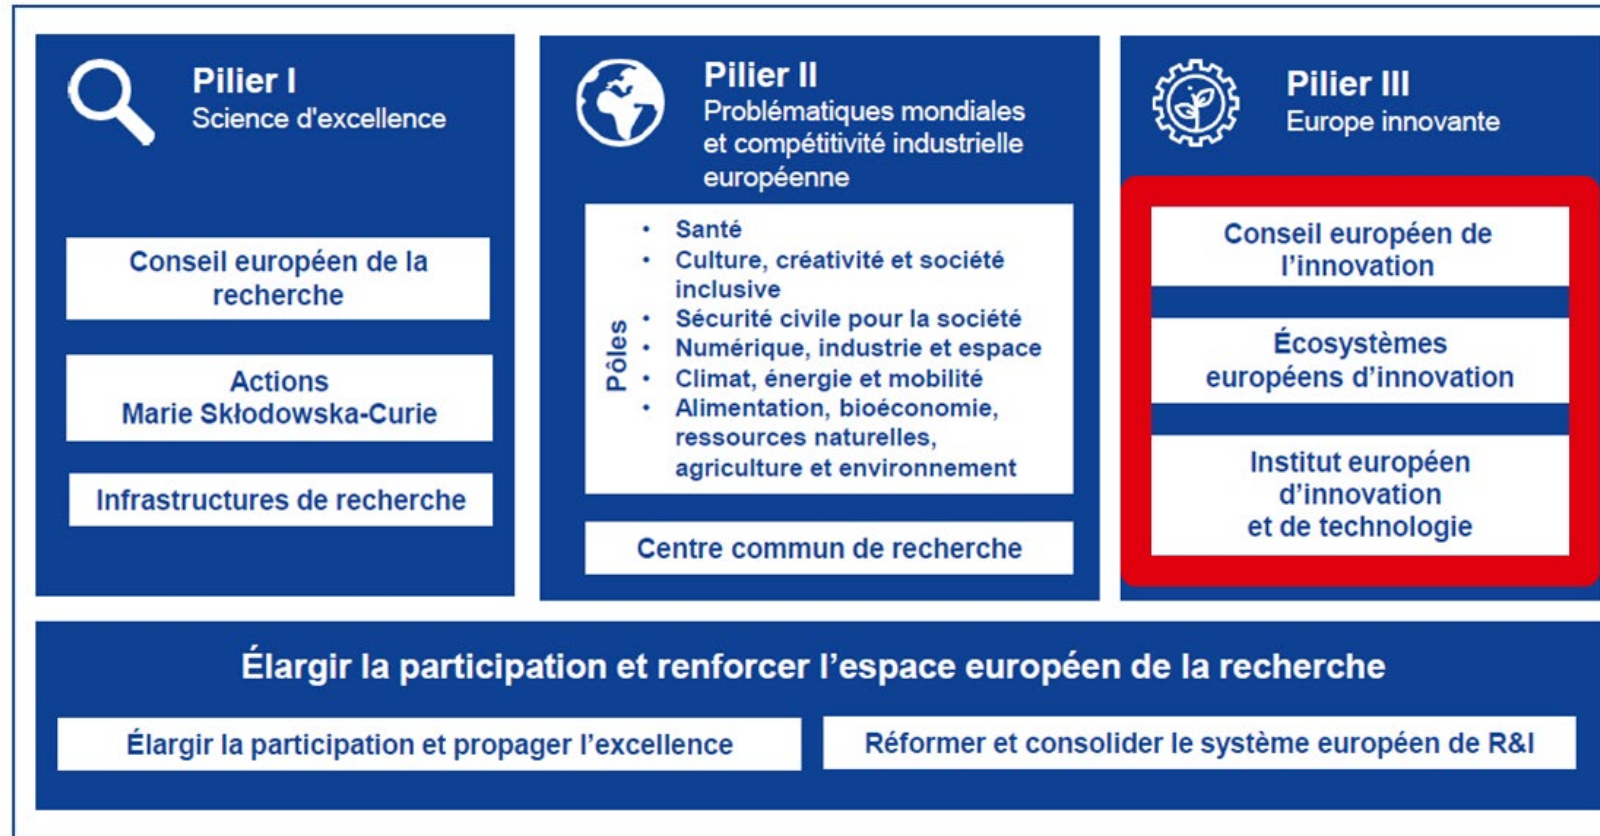 Pilier I
Science d'excellence
Conseil européen de la
recherche
Actions
Marie Skłodowska-Curie
Infrastructures de recherche
Pilier II
Problématiques mondiales
et compétitivité industrielle
européenne
Pôles
• Santé
• Culture, créativité et société
inclusive
• Sécurité civile pour la société
• Numérique, industrie et espace
• Climat, énergie et mobilité
• Alimentation, bioéconomie,
ressources naturelles,
agriculture et environnement
Centre commun de recherche
Pilier III
Europe innovante
Conseil européen de
l’innovation
Écosystèmes
européens d’innovation
Institut européen
d’innovation
et de technologie
Élargir la participation et renforcer l’espace européen de la recherche
Élargir la participation et propager l’excellence
Réformer et consolider le système européen de R&I